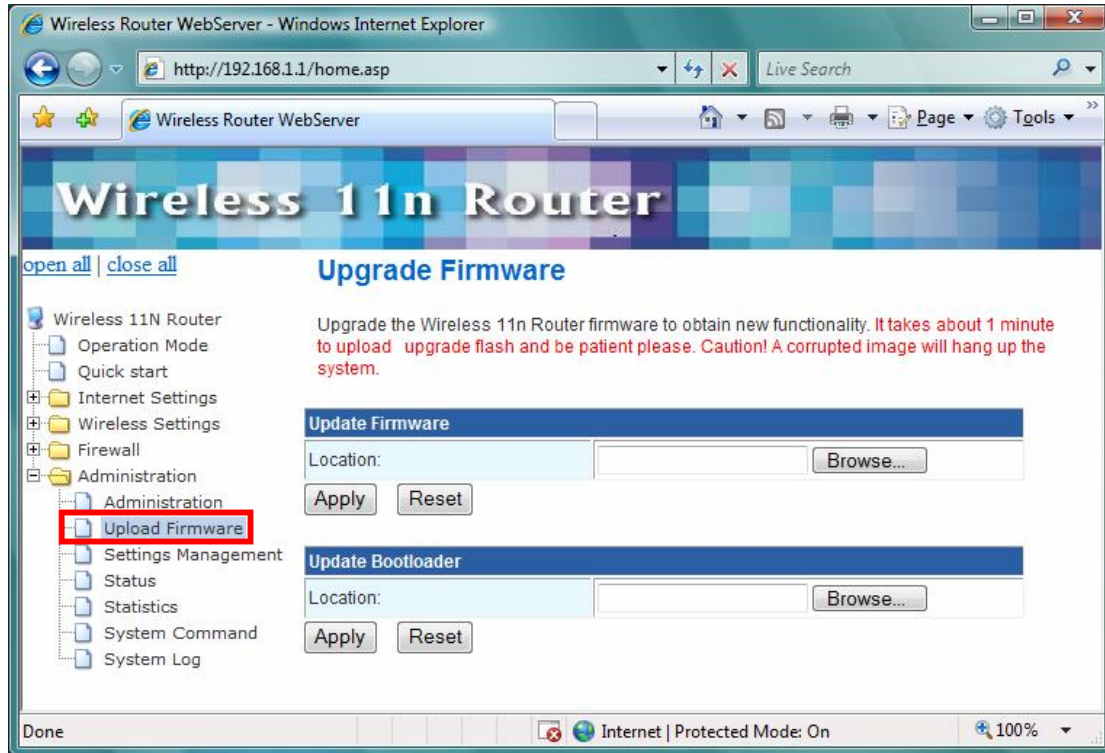 Wireless Router WebServer - Windows Internet Explorer
http://192.168.1.1/home.asp
Live Search
Wireless Router WebServer
Page
Tools
Wireless 11n Router
open all | close all
Wireless 11N Router
Operation Mode
Quick start
Internet Settings
Wireless Settings
Firewall
Administration
Administration
Upload Firmware
Settings Management
Status
Statistics
System Command
System Log
Upgrade Firmware
Upgrade the Wireless 11n Router firmware to obtain new functionality. It takes about 1 minute
to upload upgrade flash and be patient please. Caution! A corrupted image will hang up the
system.
Update Firmware
Location:
Browse...
Apply
Reset
Update Bootloader
Location:
Browse...
Apply
Reset
Done
Internet | Protected Mode: On
100%